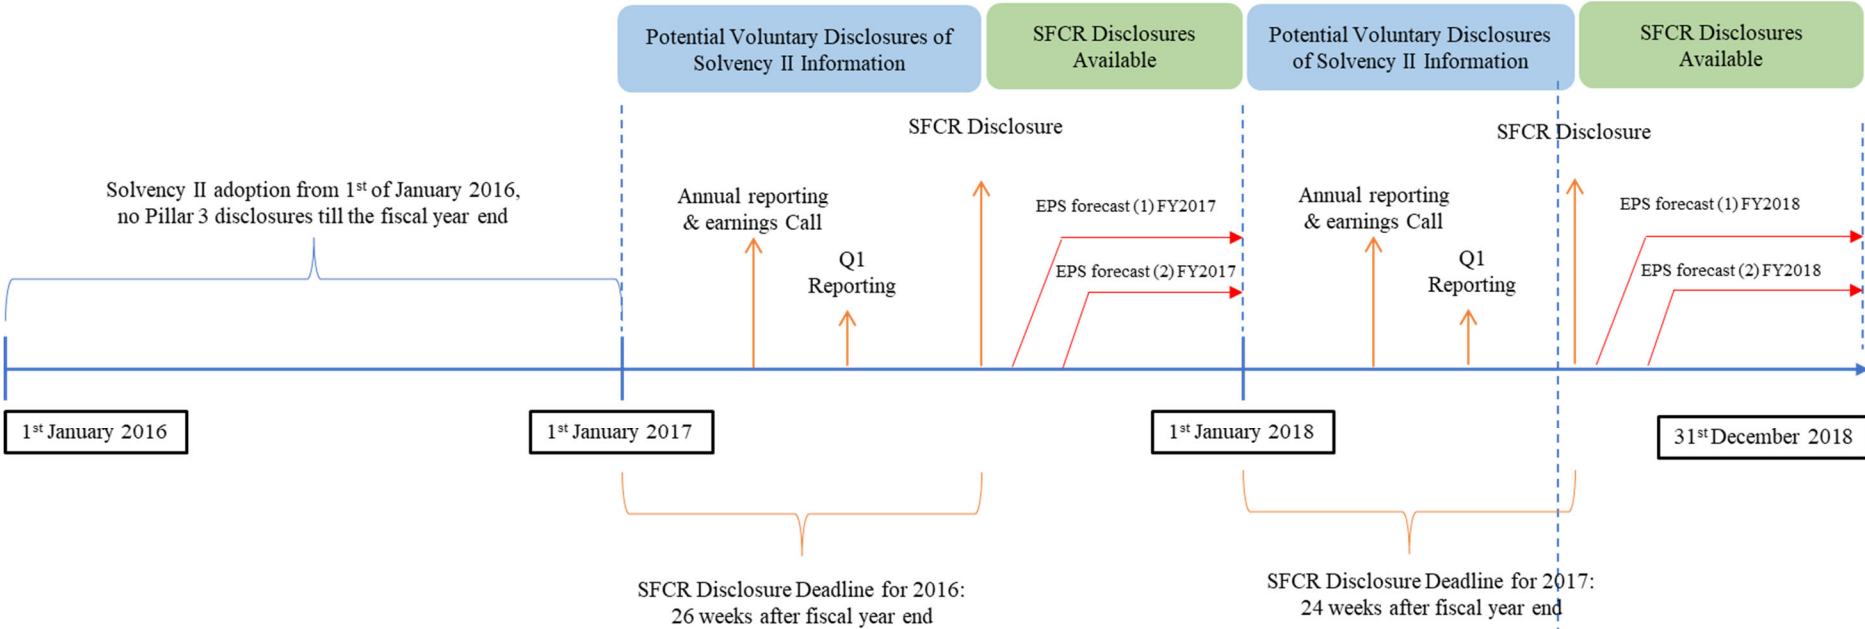 Potential Voluntary Disclosures of
Solvency II Information
SFCR Disclosures
Available
Potential Voluntary Disclosures
of Solvency II Information
SFCR Disclosures
Available
SFCR Disclosure
SFCR Disclosure
Solvency II adoption from 1st of January 2016,
no Pillar 3 disclosures till the fiscal year end
Annual reporting
& earnings Call
Q1
Reporting
EPS forecast (1) FY2017
EPS forecast (2) FY2017
Annual reporting
& earnings Call
Q1
Reporting
EPS forecast (1) FY2018
EPS forecast (2) FY2018
1st January 2016
1st January 2017
1st January 2018
31st December 2018
SFCR Disclosure Deadline for 2016:
26 weeks after fiscal year end
SFCR Disclosure Deadline for 2017:
24 weeks after fiscal year end